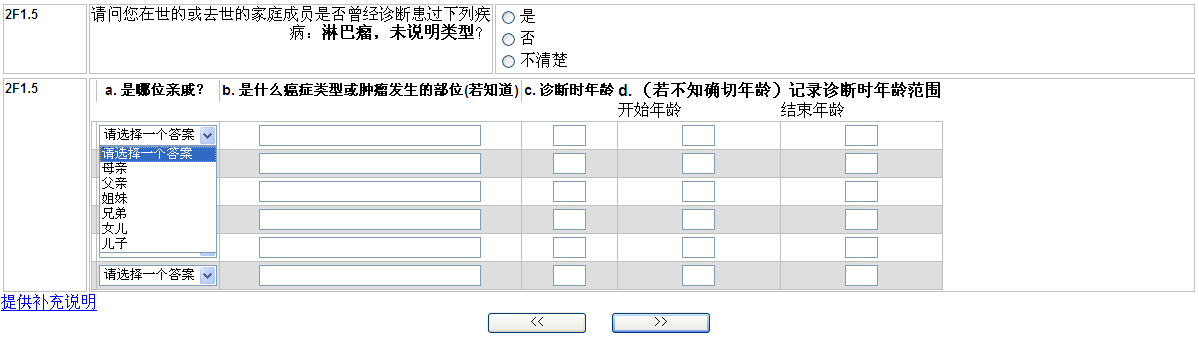 2F1.5
请问您在世的或去世的家庭成员是否曾经诊断患过下列疾
病：淋巴瘤，未说明类型？
是
否
不清楚
2F1.5
a. 是哪位亲戚？ b. 是什么癌症类型或肿瘤发生的部位(若知道) c. 诊断时年龄 d.（若不知确切年龄）记录诊断时年龄范围
开始年龄 结束年龄
请选择一个答案
请选择一个答案
母亲
父亲
姐妹
兄弟
女儿
儿子
请选择一个答案
提供补充说明
<< >>